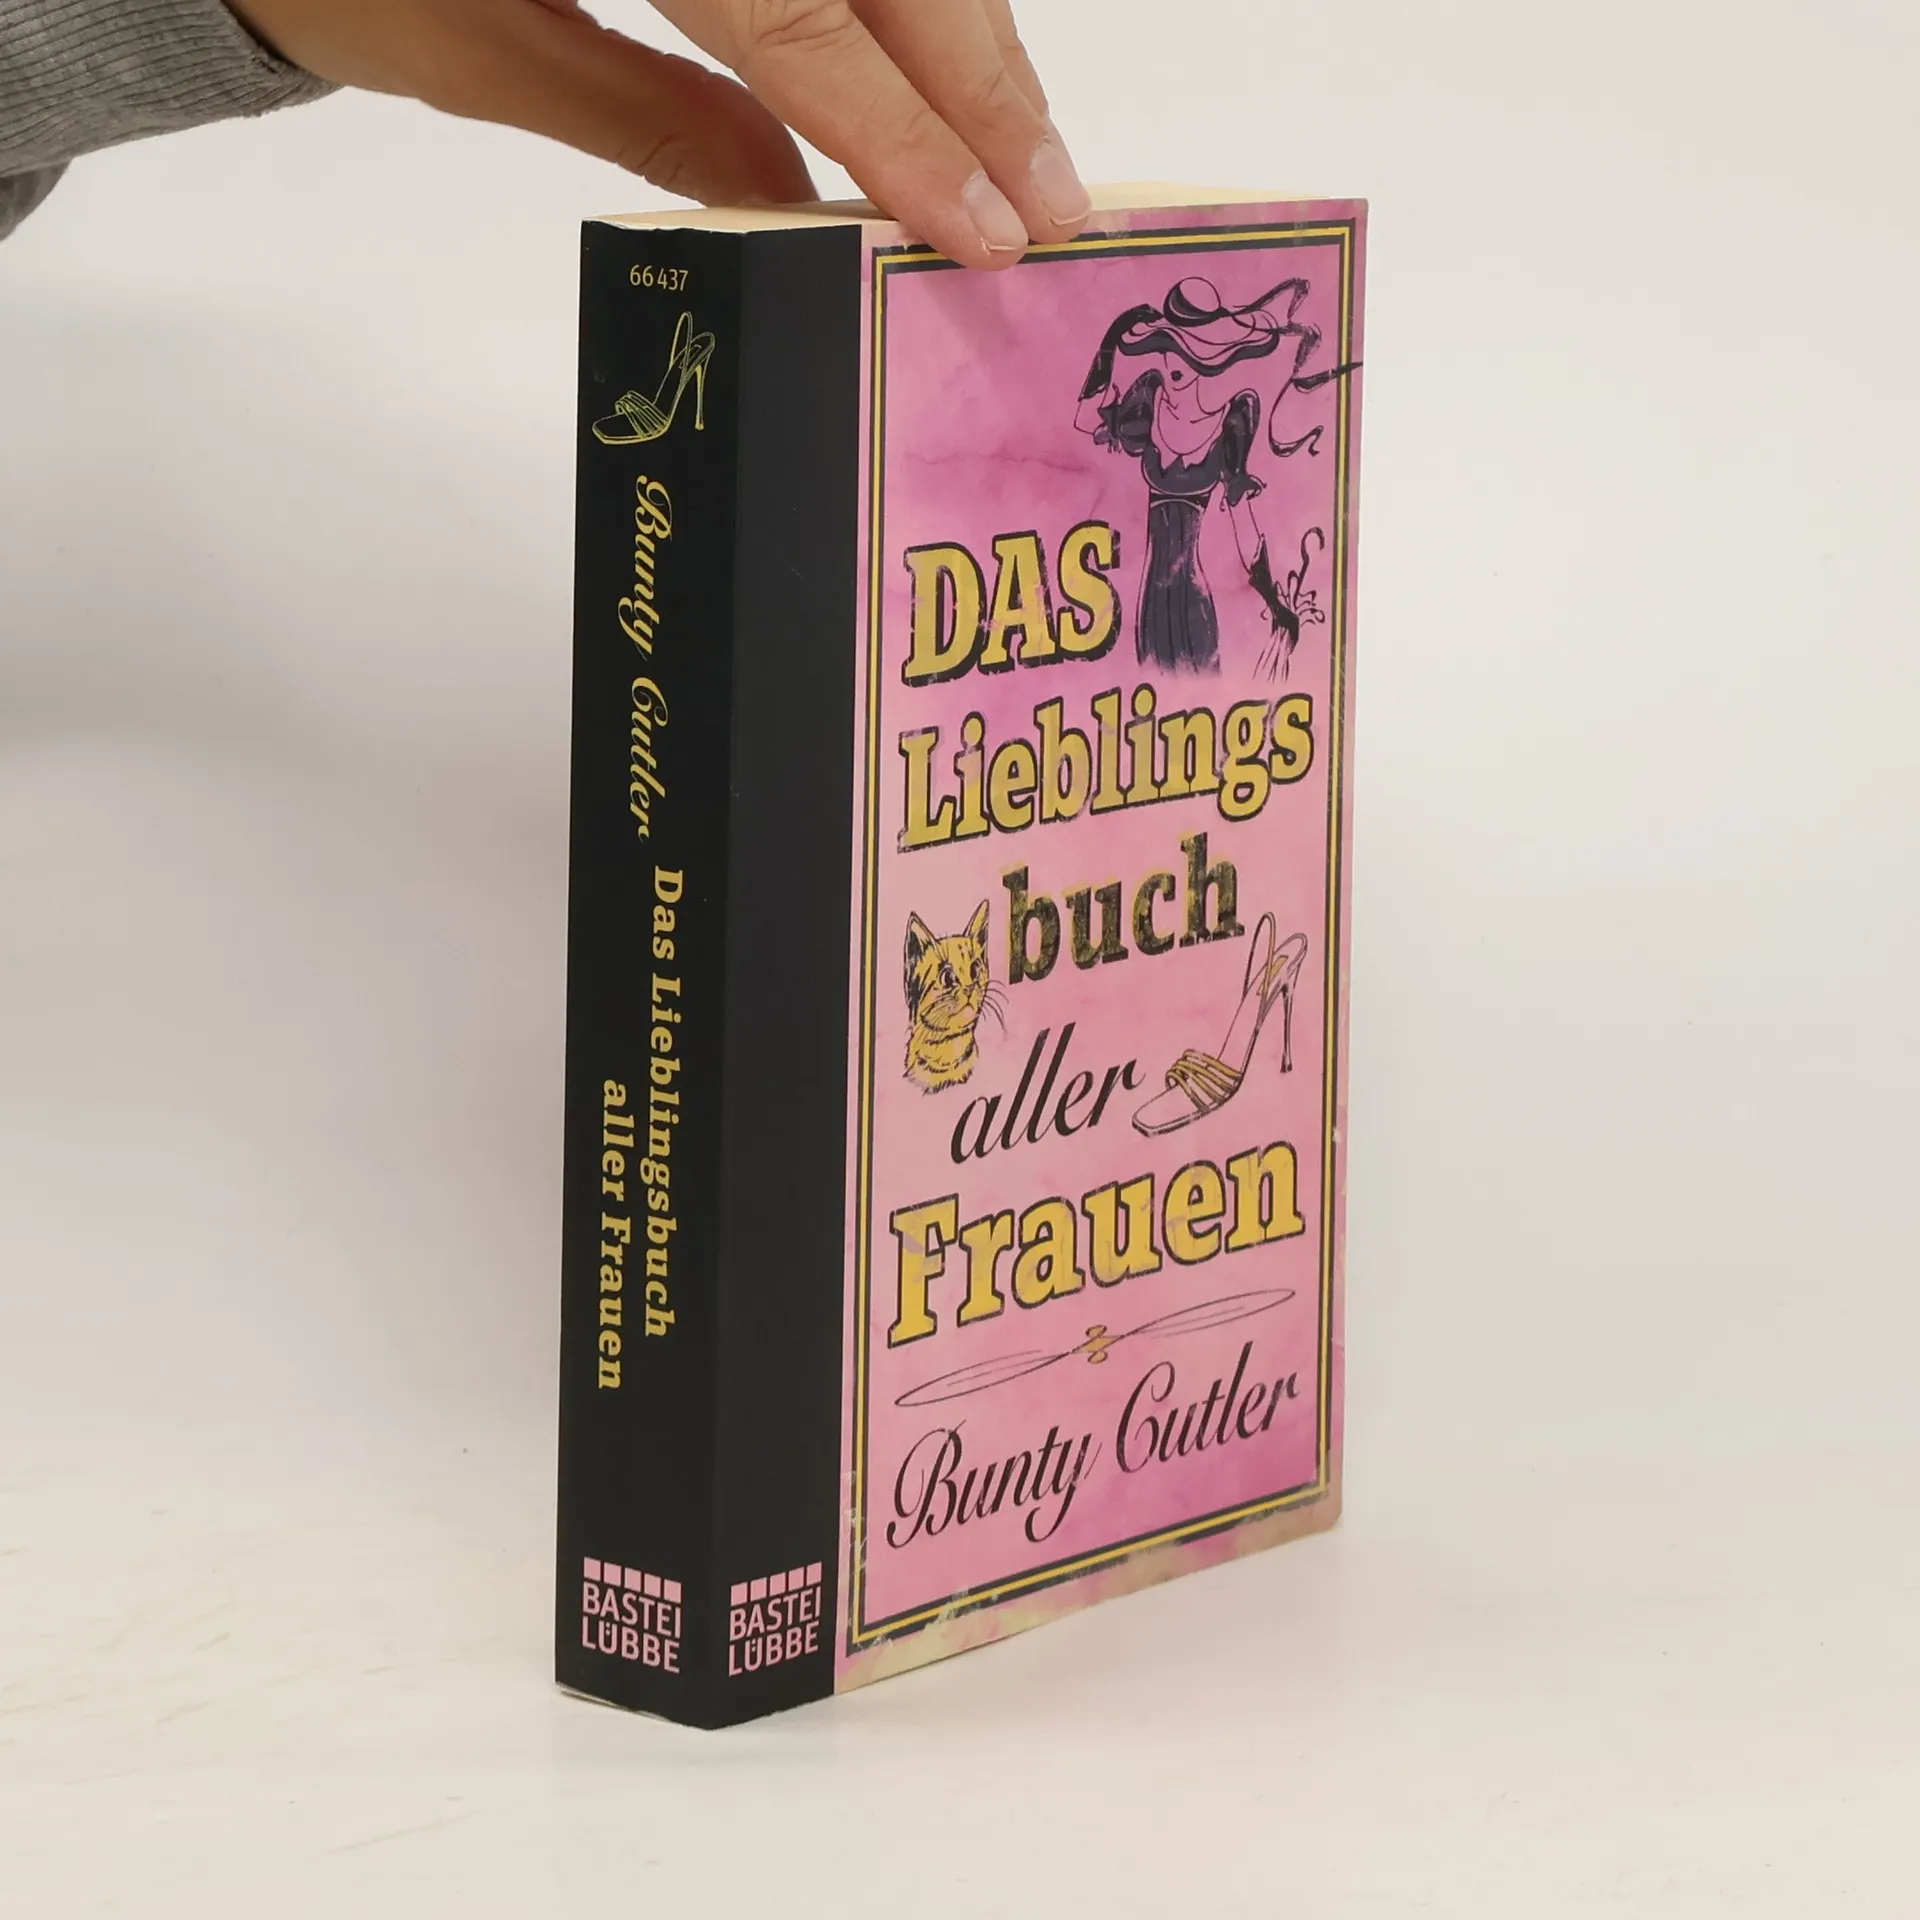 66 437
Bunty Cutler
Das Lieblingsbuch
aller Frauen
BASTEI
LÜBBE
BASTEI
LÜBBE
DAS
Lieblings
buch
aller
Frauen
Bunty Cutler